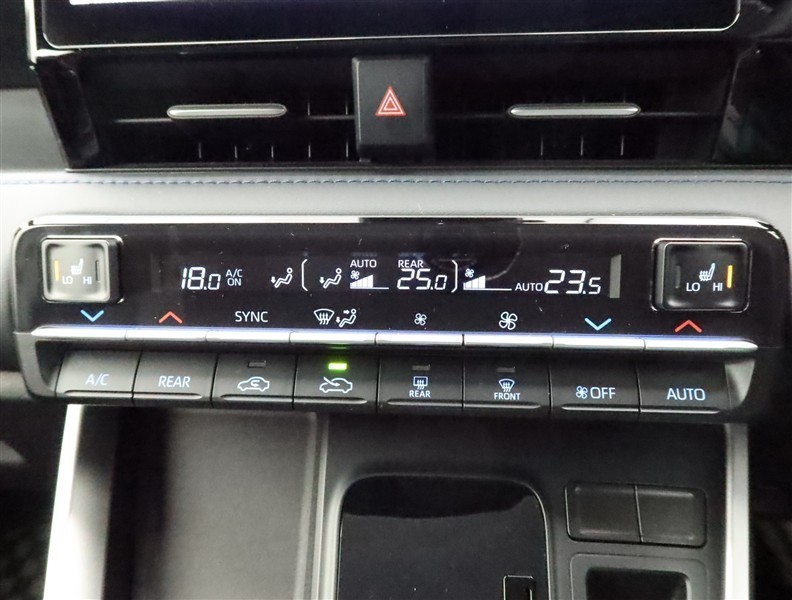 AUTO REAR
18.0 A/C ON 25.0 AUTO 23.5
LO HI
LO HI
SYNC
A/C REAR REAR FRONT OFF AUTO